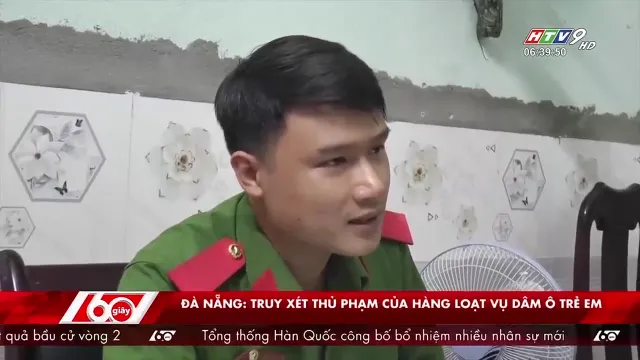 HTV9 HD
06:39:50
60 giây
ĐÀ NẴNG: TRUY XÉT THỦ PHẠM CỦA HÀNG LOẠT VỤ DÂM Ô TRẺ EM
t quả bầu cử vòng 2
Tổng thống Hàn Quốc công bố bổ nhiệm nhiều nhân sự mới